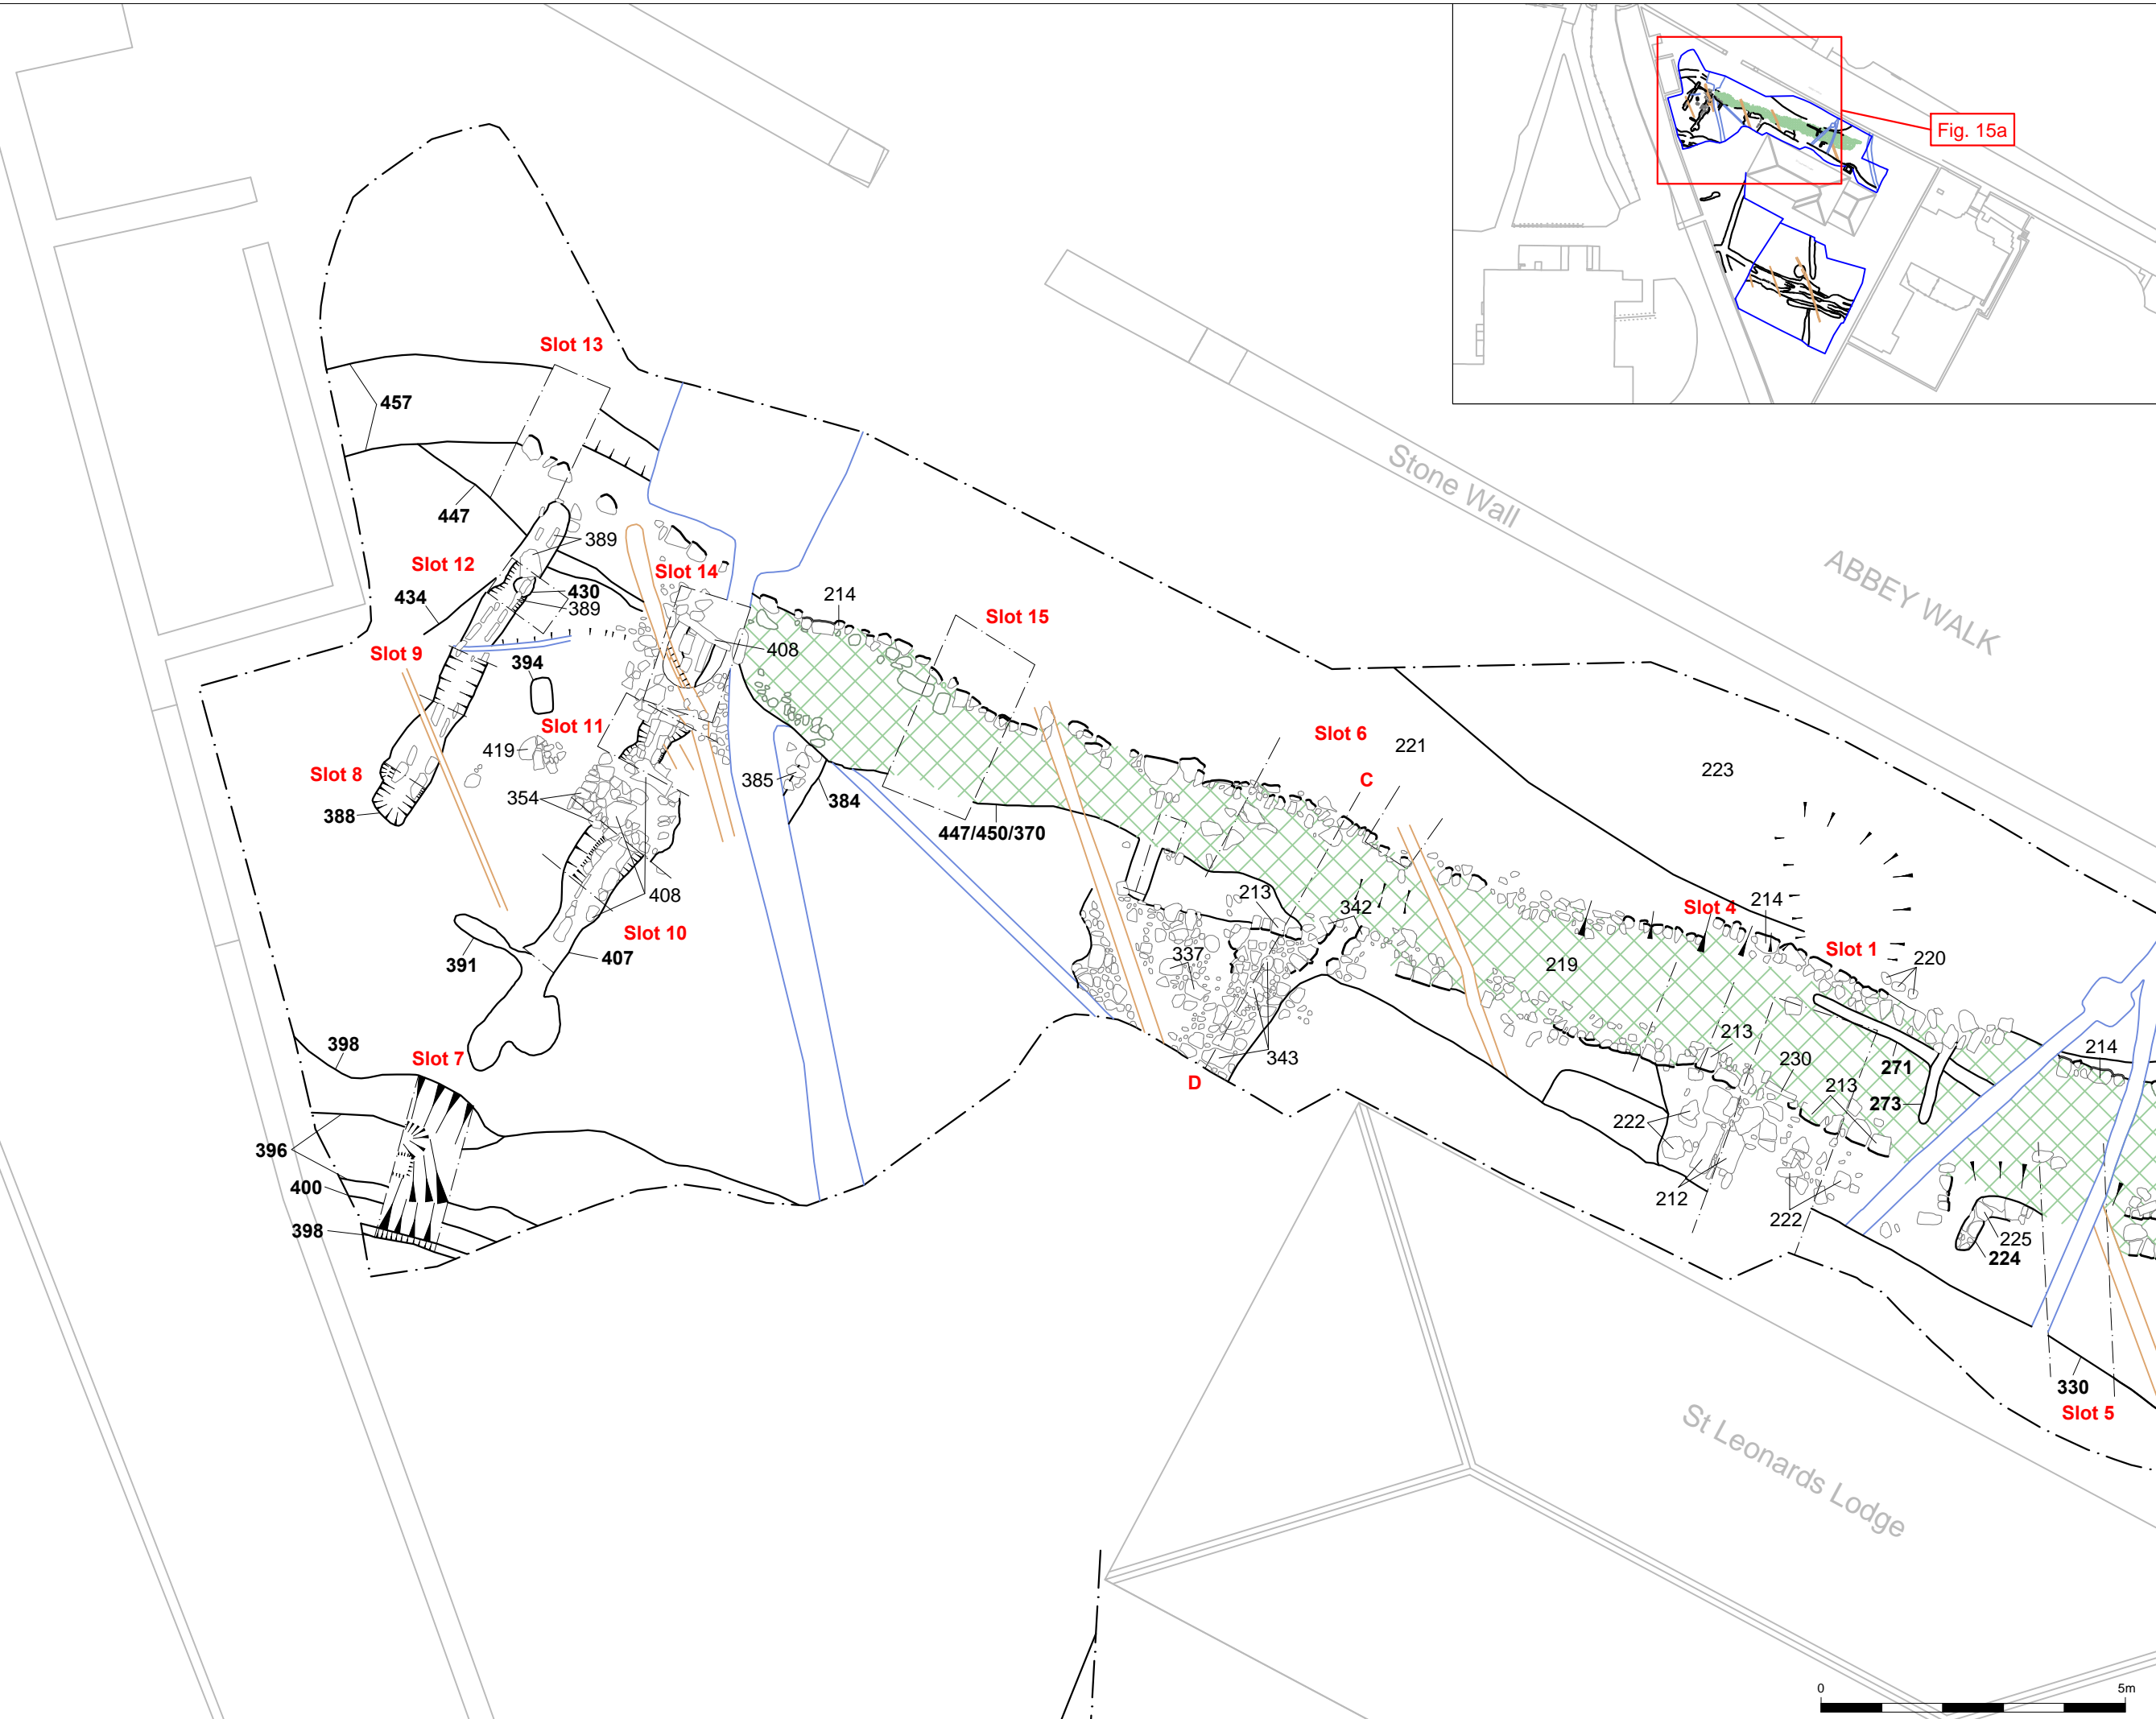 Fig. 15a
Slot 13
457
Stone Wall
447
389
Slot 12
Slot 14
ABBEY WALK
430
434
389
214
Slot 15
408
Slot 9
394
Slot 11
Slot 6
221
419
223
Slot 8
385
C
354
384
388
447/450/370
408
213
342
Slot 4
214
Slot 10
391
407
337
219
Slot 1
220
398
Slot 7
343
213
214
D
230
271
213
273
222
396
400
212
222
398
225
224
330
Slot 5
St Leonards Lodge
0 5m